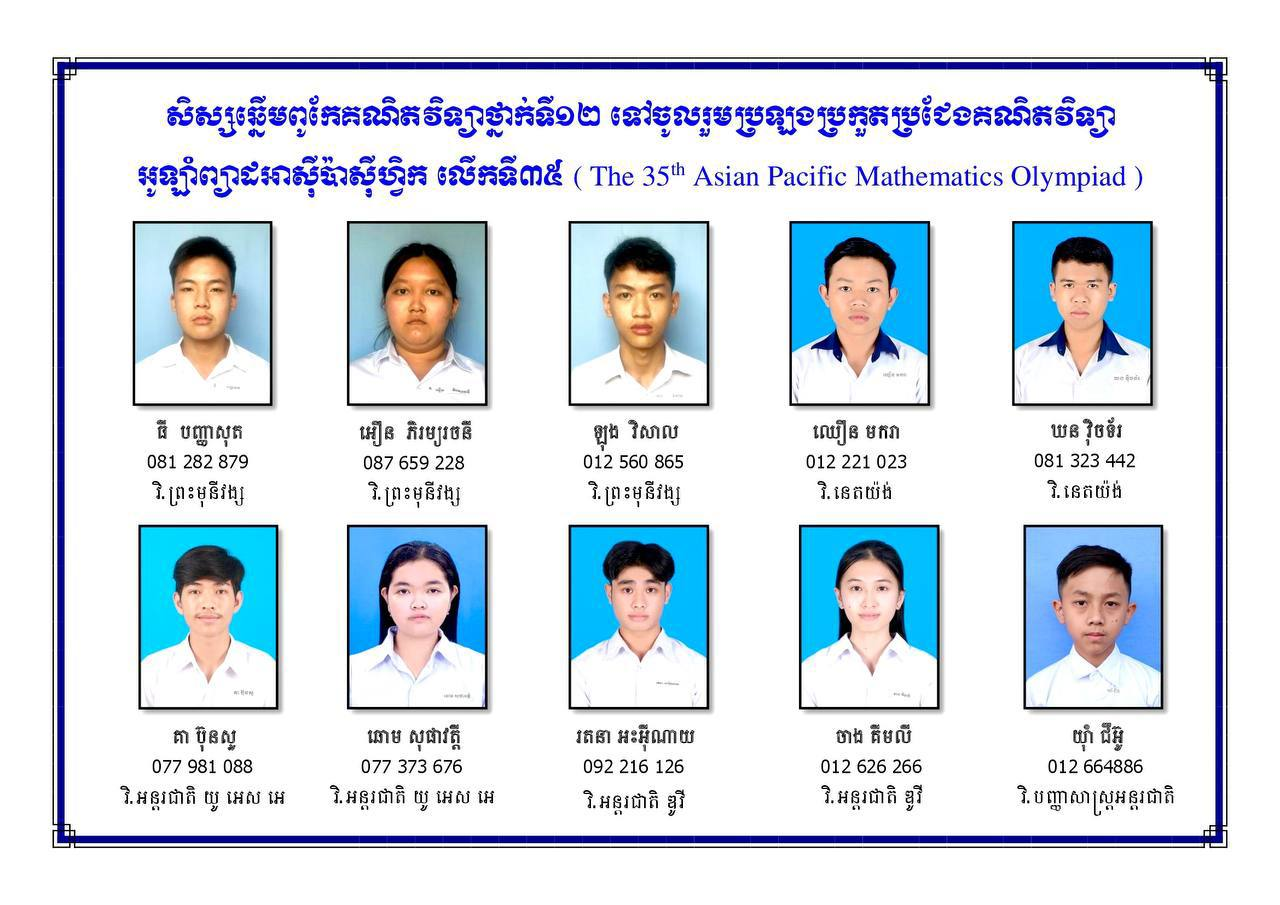 សិស្សឆ្នើមពូកែគណិតវិទ្យាថ្នាក់ទី១២ ទៅចូលរួមប្រឡងប្រកួតប្រជែងគណិតវិទ្យា
អូឡាំព្យាដអាស៊ីប៉ាស៊ីហ្វិក លើកទី៣៥ ( The 35th Asian Pacific Mathematics Olympiad )
ធី បញ្ញាសុត
អឿន ភិរម្យរចនី
ឡុង វិសាល
ឈឿន មករា
ឃន រ៉ិចទ័រ
081 282 879
087 659 228
012 560 865
012 221 023
081 323 442
វិ.ព្រះមុនីវង្ស
វិ.ព្រះមុនីវង្ស
វិ.ព្រះមុនីវង្ស
វិ.នេតយ៉ង់
វិ.នេតយ៉ង់
គា ប៊ុនសួ
ឆោម សុផាវត្តី
រតនា អះអ៊ីណាយ
ចាង គីមលី
យ៉ាំ ជីអ៊ូ
077 981 088
077 373 676
092 216 126
012 626 266
012 664886
វិ.អន្តរជាតិ យូ អេស អេ
វិ.អន្តរជាតិ យូ អេស អេ
វិ.អន្តរជាតិ ឌូវី
វិ.អន្តរជាតិ ឌូវី
វិ.បញ្ញាសាស្ត្រអន្តរជាតិ